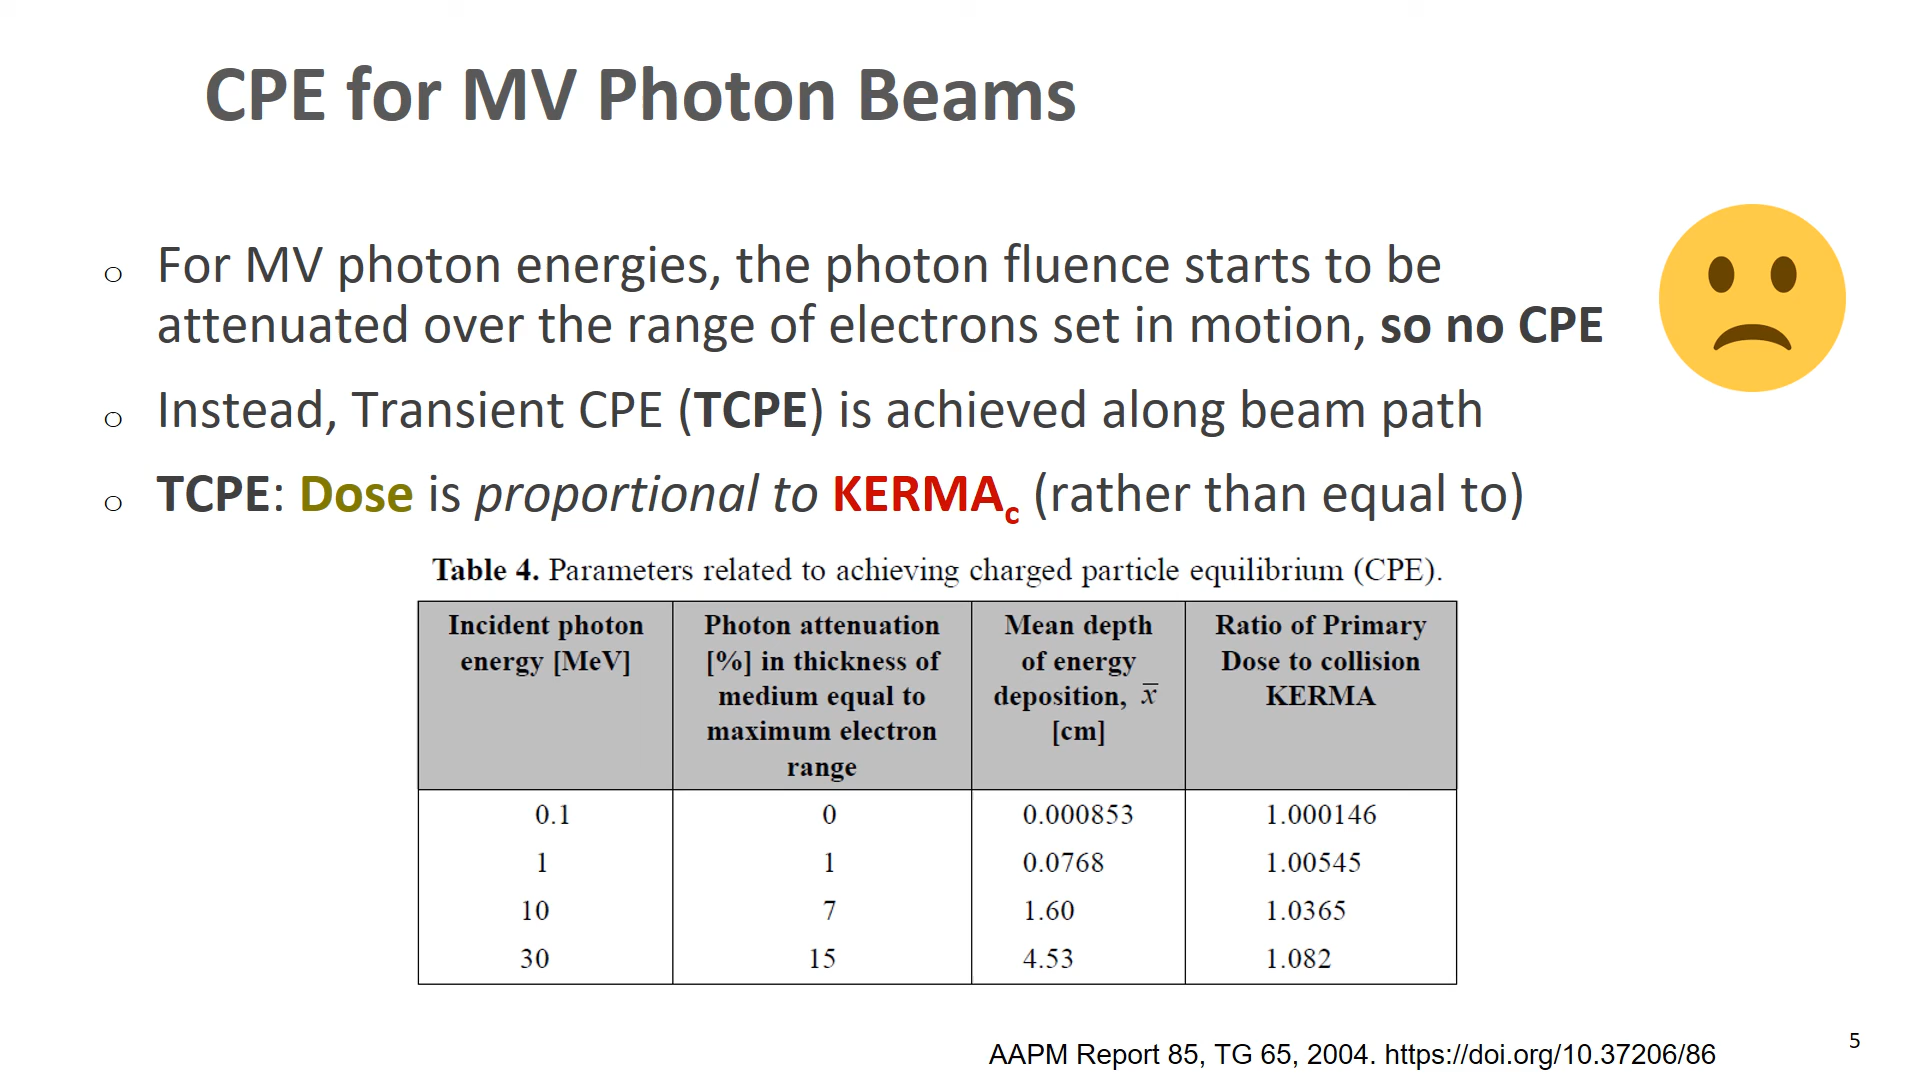 CPE for MV Photon Beams
o For MV photon energies, the photon fluence starts to be
attenuated over the range of electrons set in motion, so no CPE
o Instead, Transient CPE (TCPE) is achieved along beam path
o TCPE: Dose is proportional to KERMAc (rather than equal to)
Table 4. Parameters related to achieving charged particle equilibrium (CPE).
Incident photon energy [MeV] Photon attenuation [%] in thickness of medium equal to maximum electron range Mean depth of energy deposition, x̅ [cm] Ratio of Primary Dose to collision KERMA
0.1 0 0.000853 1.000146
1 1 0.0768 1.00545
10 7 1.60 1.0365
30 15 4.53 1.082
AAPM Report 85, TG 65, 2004. https://doi.org/10.37206/86
5